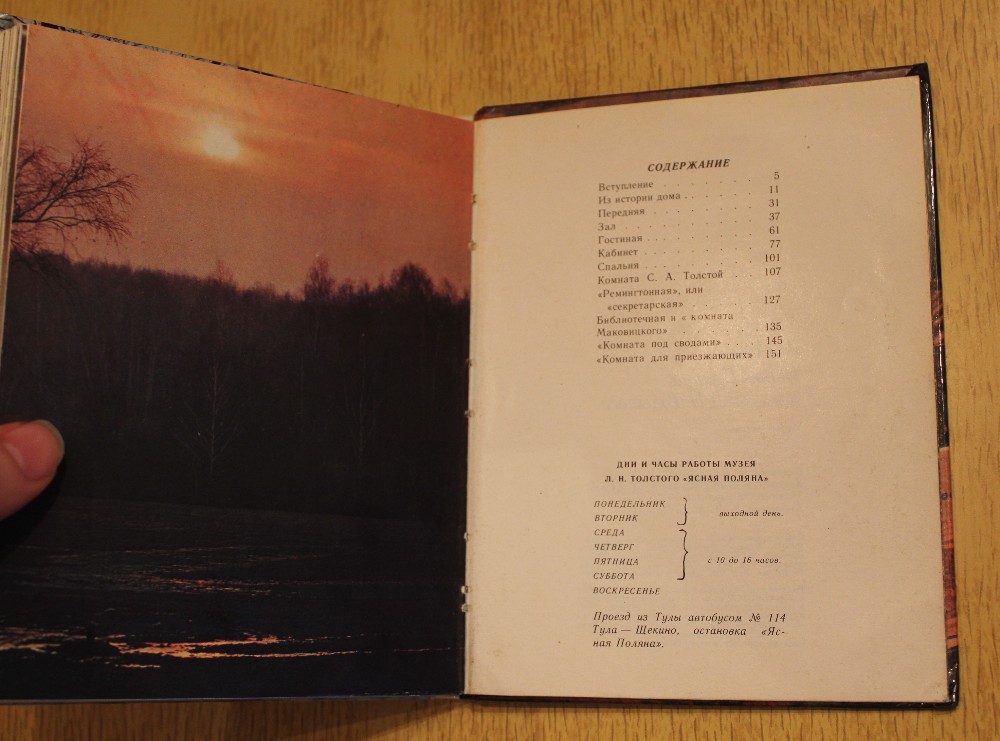 СОДЕРЖАНИЕ
Вступление . . . . . . . 5
Из истории дома . . . . . . 11
Передняя . . . . . . . 31
Зал . . . . . . . . . 37
Гостиная . . . . . . . . 61
Кабинет . . . . . . . . 77
Спальня . . . . . . . . 101
Комната С. А. Толстой . . 107
«Ремингтонная», или
«секретарская» . . . . . 127
Библиотечная и « комната
Маковицкого» . . . . . . 135
«Комната под сводами» . . . 145
«Комната для приезжающих» 151
ДНИ И ЧАСЫ РАБОТЫ МУЗЕЯ
Л. Н. ТОЛСТОГО «ЯСНАЯ ПОЛЯНА»
ПОНЕДЕЛЬНИК
ВТОРНИК
выходной день.
СРЕДА
ЧЕТВЕРГ
ПЯТНИЦА
СУББОТА
ВОСКРЕСЕНЬЕ
с 10 до 16 часов.
Проезд из Тулы автобусом № 114
Тула — Щекино, остановка «Яс-
ная Поляна».